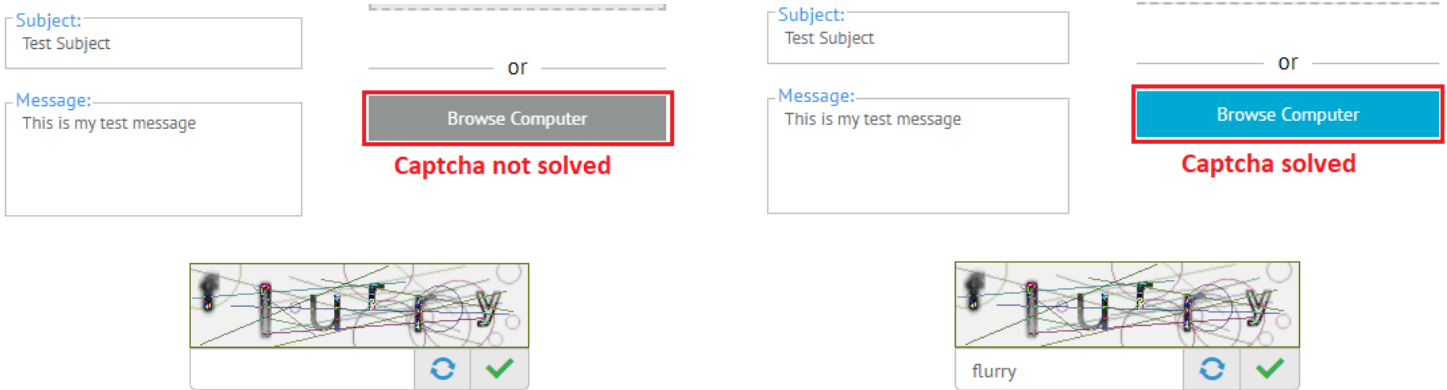 Subject:
Test Subject
or
Message:
This is my test message
Browse Computer
Captcha not solved
flurry
Subject:
Test Subject
or
Message:
This is my test message
Browse Computer
Captcha solved
flurry
flurry